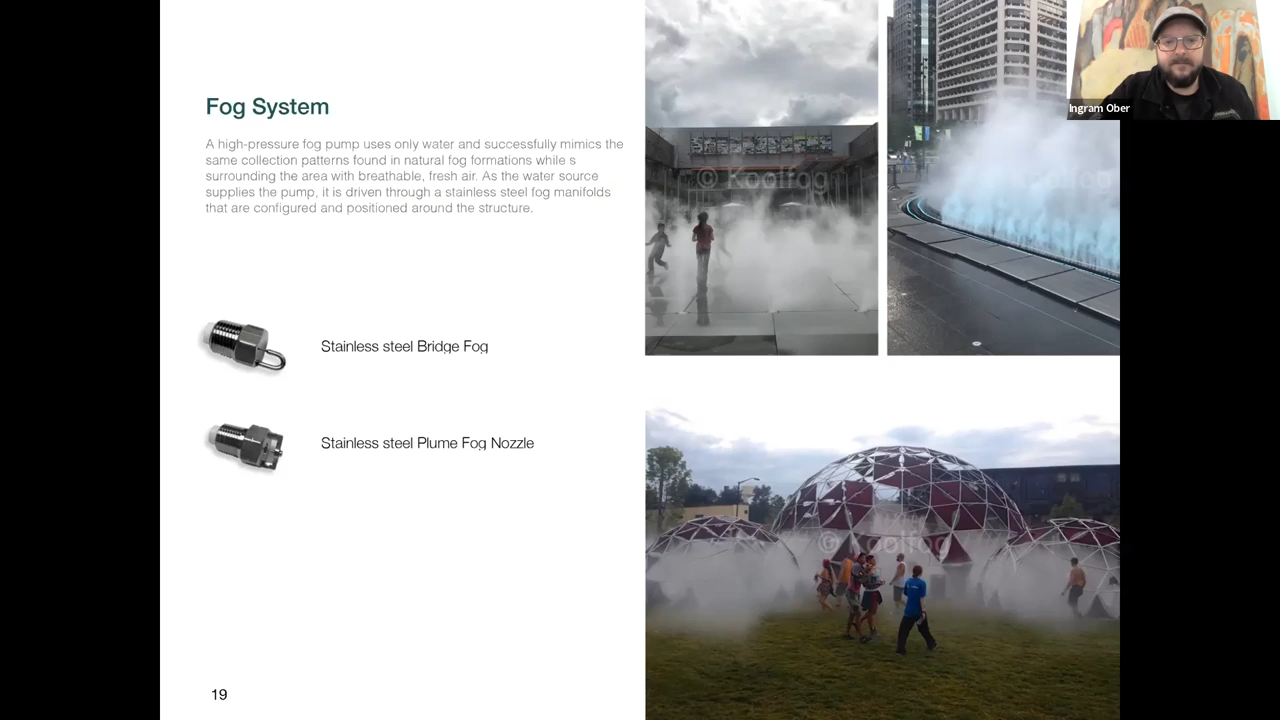 Fog System
A high-pressure fog pump uses only water and successfully mimics the
same collection patterns found in natural fog formations while s
surrounding the area with breathable, fresh air. As the water source
supplies the pump, it is driven through a stainless steel fog manifolds
that are configured and positioned around the structure.
Stainless steel Bridge Fog
Stainless steel Plume Fog Nozzle
19
© Koolfog
Koolfog
© Koolfog
Ingram Ober